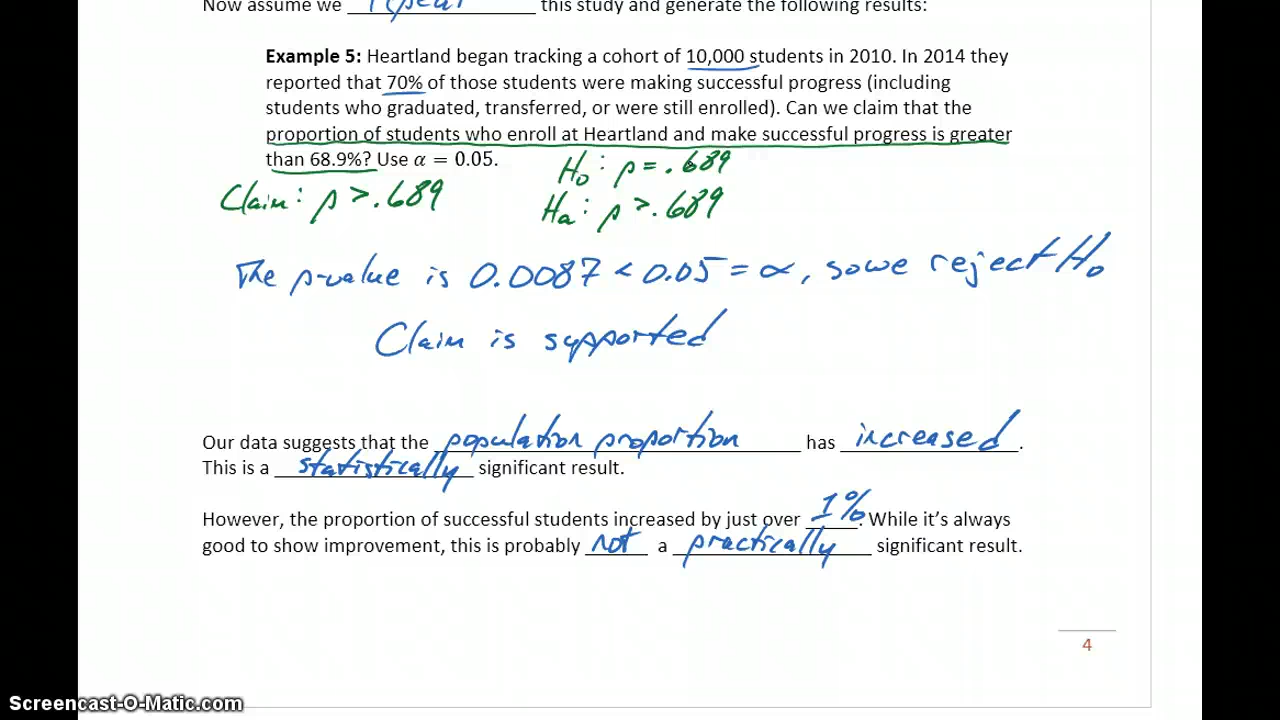 Now assume we repeat this study and generate the following results:
Example 5: Heartland began tracking a cohort of 10,000 students in 2010. In 2014 they
reported that 70% of those students were making successful progress (including
students who graduated, transferred, or were still enrolled). Can we claim that the
proportion of students who enroll at Heartland and make successful progress is greater
than 68.9%? Use α = 0.05.
H₀: p = .689
Claim: p > .689
Hₐ: p > .689
The p-value is 0.0087 < 0.05 = α, so we reject H₀
Claim is supported
Our data suggests that the population proportion has increased.
This is a statistically significant result.
However, the proportion of successful students increased by just over 1%. While it's always
good to show improvement, this is probably not a practically significant result.
4
Screencast-O-Matic.com